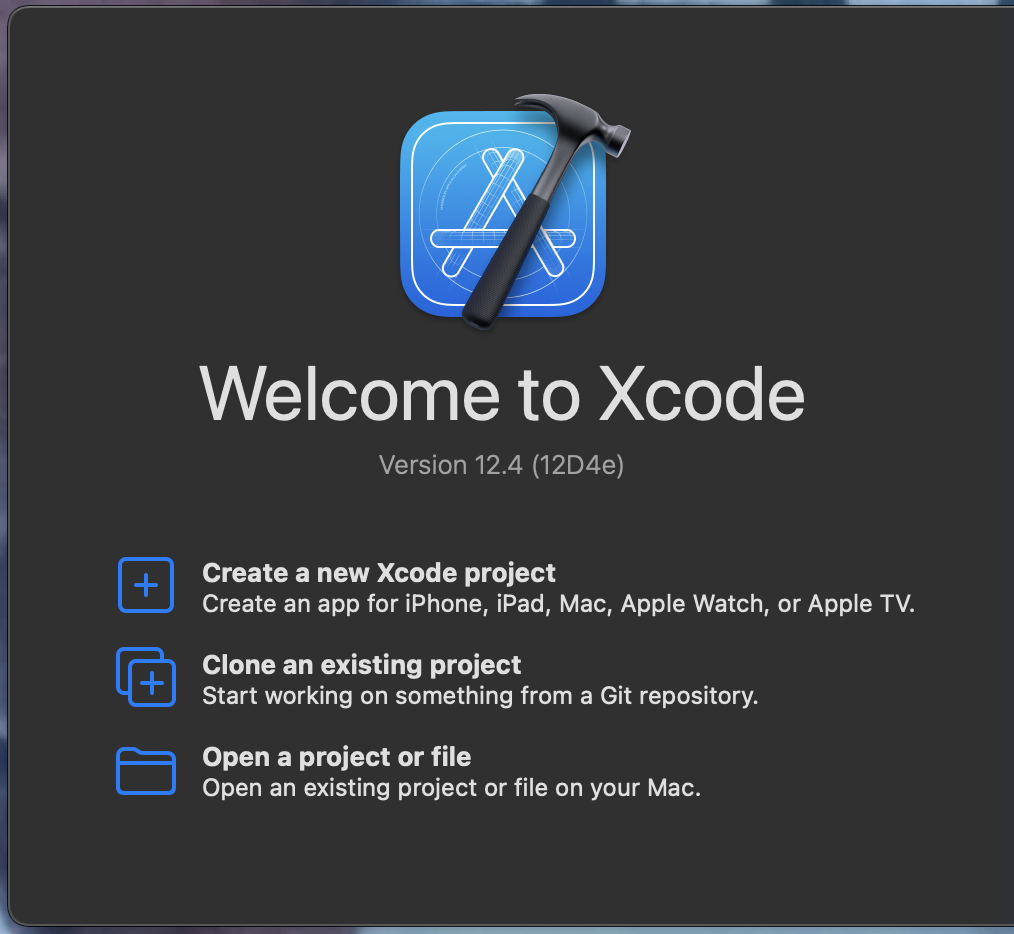 Welcome to Xcode
Version 12.4 (12D4e)
Create a new Xcode project
Create an app for iPhone, iPad, Mac, Apple Watch, or Apple TV.
Clone an existing project
Start working on something from a Git repository.
Open a project or file
Open an existing project or file on your Mac.